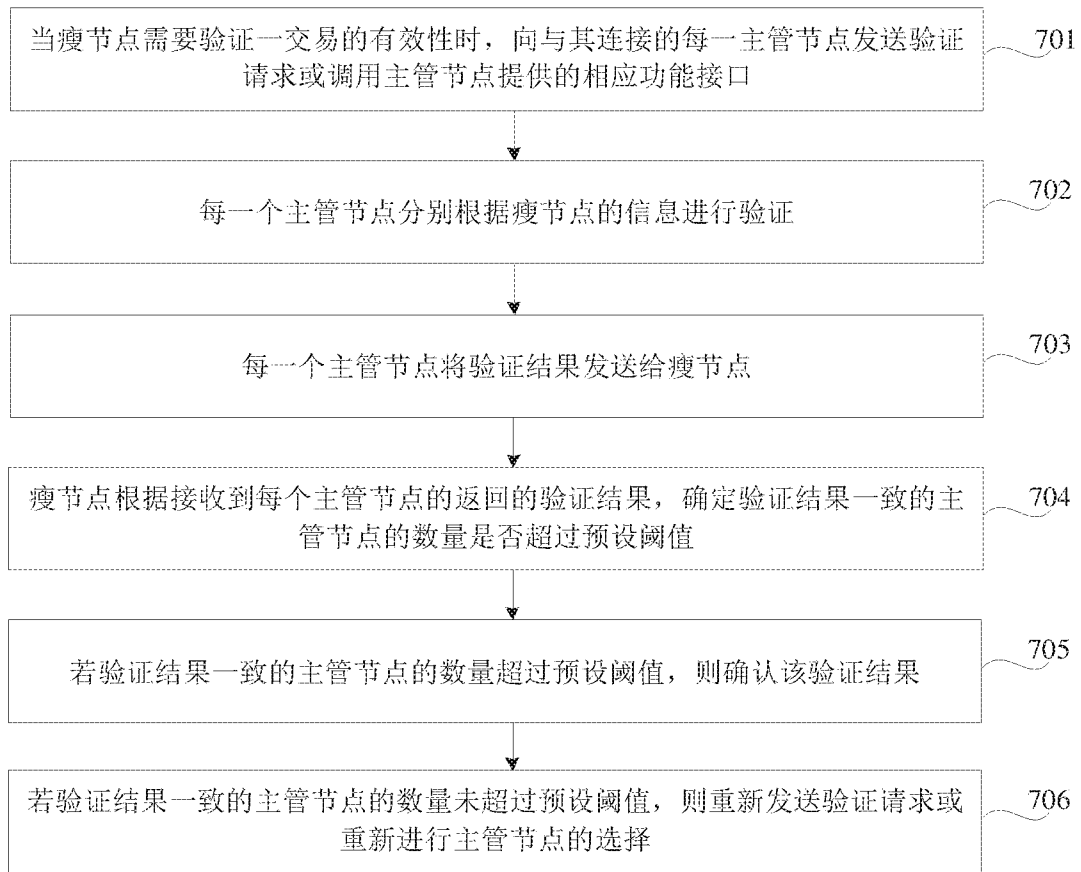 当瘦节点需要验证一交易的有效性时，向与其连接的每一主管节点发送验证
请求或调用主管节点提供的相应功能接口
701
每一个主管节点分别根据瘦节点的信息进行验证
702
每一个主管节点将验证结果发送给瘦节点
703
瘦节点根据接收到每个主管节点的返回的验证结果，确定验证结果一致的主
管节点的数量是否超过预设阈值
704
若验证结果一致的主管节点的数量超过预设阈值，则确认该验证结果
705
若验证结果一致的主管节点的数量未超过预设阈值，则重新发送验证请求或
重新进行主管节点的选择
706